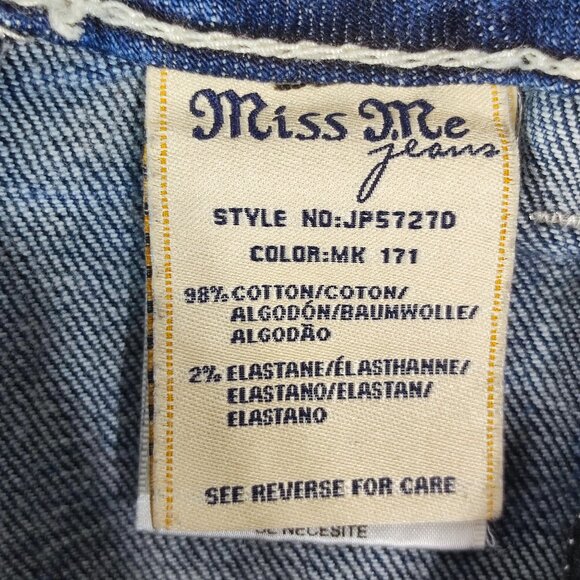 Miss Me
jeans
STYLE NO:JP5727D
COLOR:MK 171
98% COTTON/COTON/
ALGODÓN/BAUMWOLLE/
ALGODÃO
2% ELASTANE/ÉLASTHANNE/
ELASTANO/ELASTAN/
ELASTANO
SEE REVERSE FOR CARE
SE NECESITE